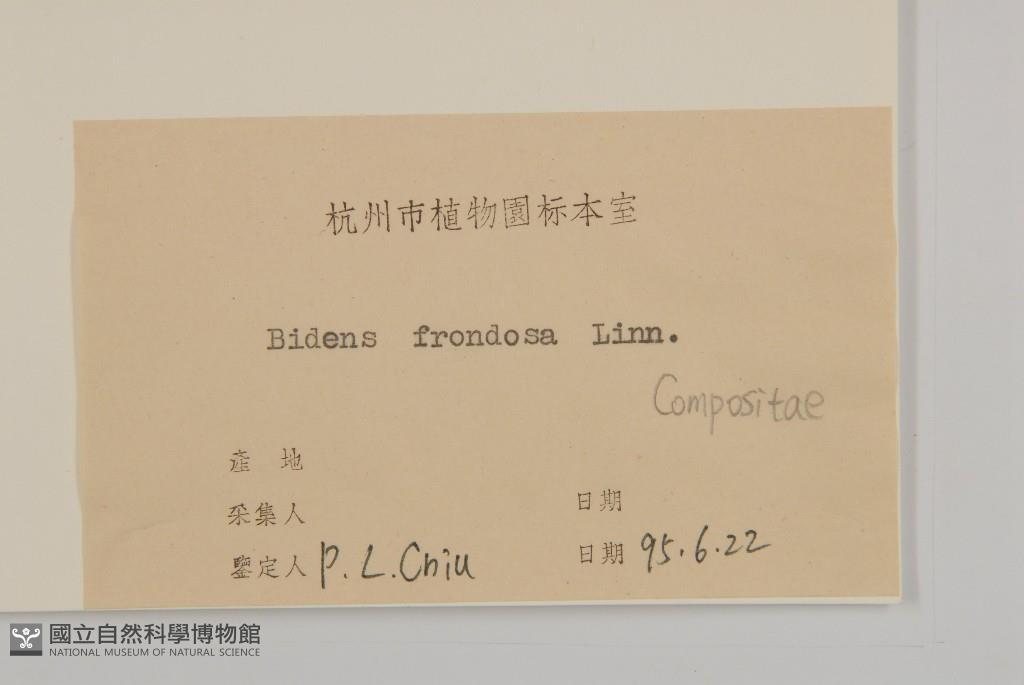 杭州市植物園标本室
Bidens frondosa Linn.
Compositae
產 地
采集人 日期
鑒定人 P. L. Chiu 日期 95.6.22
國立自然科學博物館
NATIONAL MUSEUM OF NATURAL SCIENCE